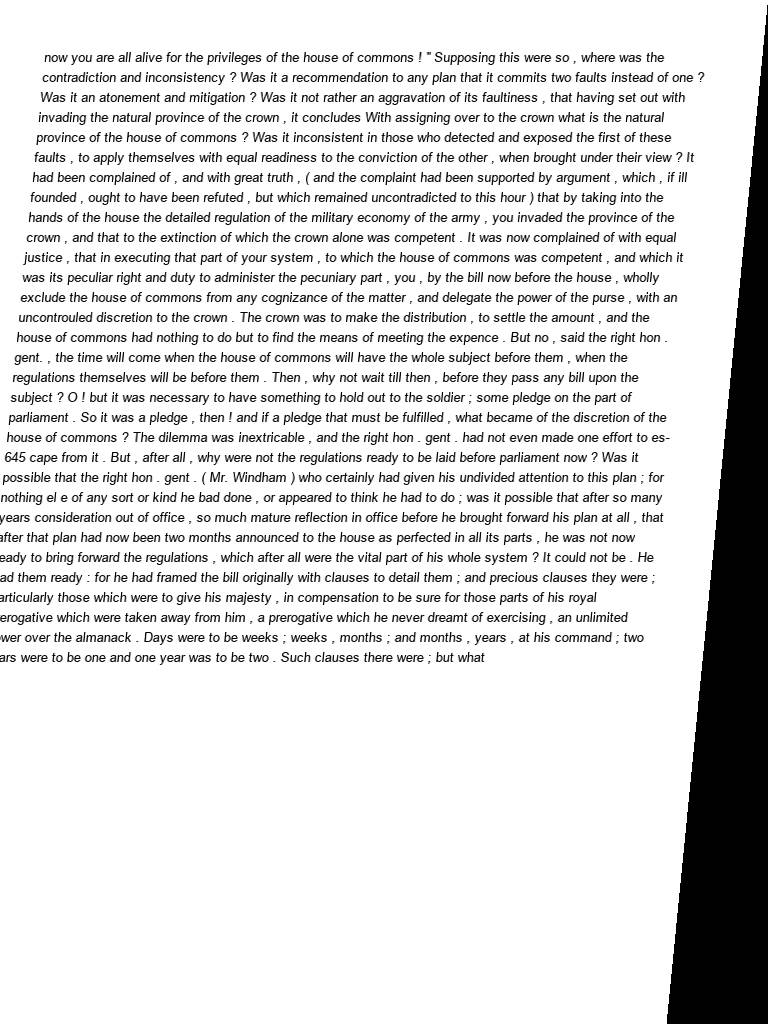 now you are all alive for the privileges of the house of commons ! " Supposing this were so , where was the
contradiction and inconsistency ? Was it a recommendation to any plan that it commits two faults instead of one ?
Was it an atonement and mitigation ? Was it not rather an aggravation of its faultiness , that having set out with
invading the natural province of the crown , it concludes With assigning over to the crown what is the natural
province of the house of commons ? Was it inconsistent in those who detected and exposed the first of these
faults , to apply themselves with equal readiness to the conviction of the other , when brought under their view ? It
had been complained of , and with great truth , ( and the complaint had been supported by argument , which , if ill
founded , ought to have been refuted , but which remained uncontradicted to this hour ) that by taking into the
hands of the house the detailed regulation of the military economy of the army , you invaded the province of the
crown , and that to the extinction of which the crown alone was competent . It was now complained of with equal
justice , that in executing that part of your system , to which the house of commons was competent , and which it
was its peculiar right and duty to administer the pecuniary part , you , by the bill now before the house , wholly
exclude the house of commons from any cognizance of the matter , and delegate the power of the purse , with an
uncontrouled discretion to the crown . The crown was to make the distribution , to settle the amount , and the
house of commons had nothing to do but to find the means of meeting the expence . But no , said the right hon .
gent. , the time will come when the house of commons will have the whole subject before them , when the
regulations themselves will be before them . Then , why not wait till then , before they pass any bill upon the
subject ? O ! but it was necessary to have something to hold out to the soldier ; some pledge on the part of
parliament . So it was a pledge , then ! and if a pledge that must be fulfilled , what became of the discretion of the
house of commons ? The dilemma was inextricable , and the right hon . gent . had not even made one effort to es-
645 cape from it . But , after all , why were not the regulations ready to be laid before parliament now ? Was it
possible that the right hon . gent . ( Mr. Windham ) who certainly had given his undivided attention to this plan ; for
nothing el e of any sort or kind he bad done , or appeared to think he had to do ; was it possible that after so many
years consideration out of office , so much mature reflection in office before he brought forward his plan at all , that
after that plan had now been two months announced to the house as perfected in all its parts , he was not now
eady to bring forward the regulations , which after all were the vital part of his whole system ? It could not be . He
ad them ready : for he had framed the bill originally with clauses to detail them ; and precious clauses they were ;
articularly those which were to give his majesty , in compensation to be sure for those parts of his royal
erogative which were taken away from him , a prerogative which he never dreamt of exercising , an unlimited
wer over the almanack . Days were to be weeks ; weeks , months ; and months , years , at his command ; two
ars were to be one and one year was to be two . Such clauses there were ; but what